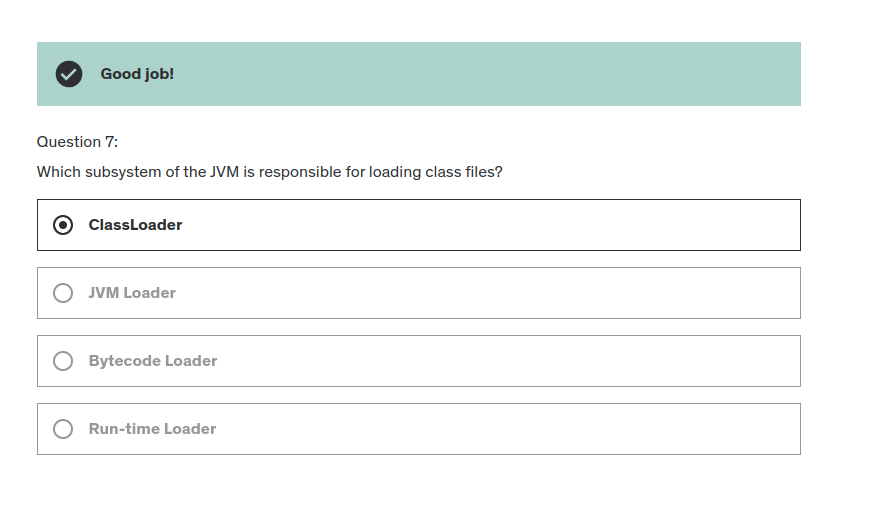 Good job!
Question 7:
Which subsystem of the JVM is responsible for loading class files?
ClassLoader
JVM Loader
Bytecode Loader
Run-time Loader